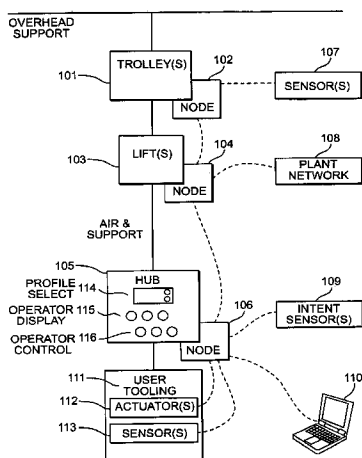 OVERHEAD
SUPPORT
102
107
TROLLEY(S)
101
NODE
SENSOR(S)
104
108
LIFT(S)
103
NODE
PLANT
NETWORK
AIR &
SUPPORT
105
HUB
114
PROFILE
SELECT
106
109
115
OPERATOR
DISPLAY
INTENT
SENSOR(S)
116
OPERATOR
CONTROL
NODE
111
USER
TOOLING
110
112
ACTUATOR(S)
113
SENSOR(S)